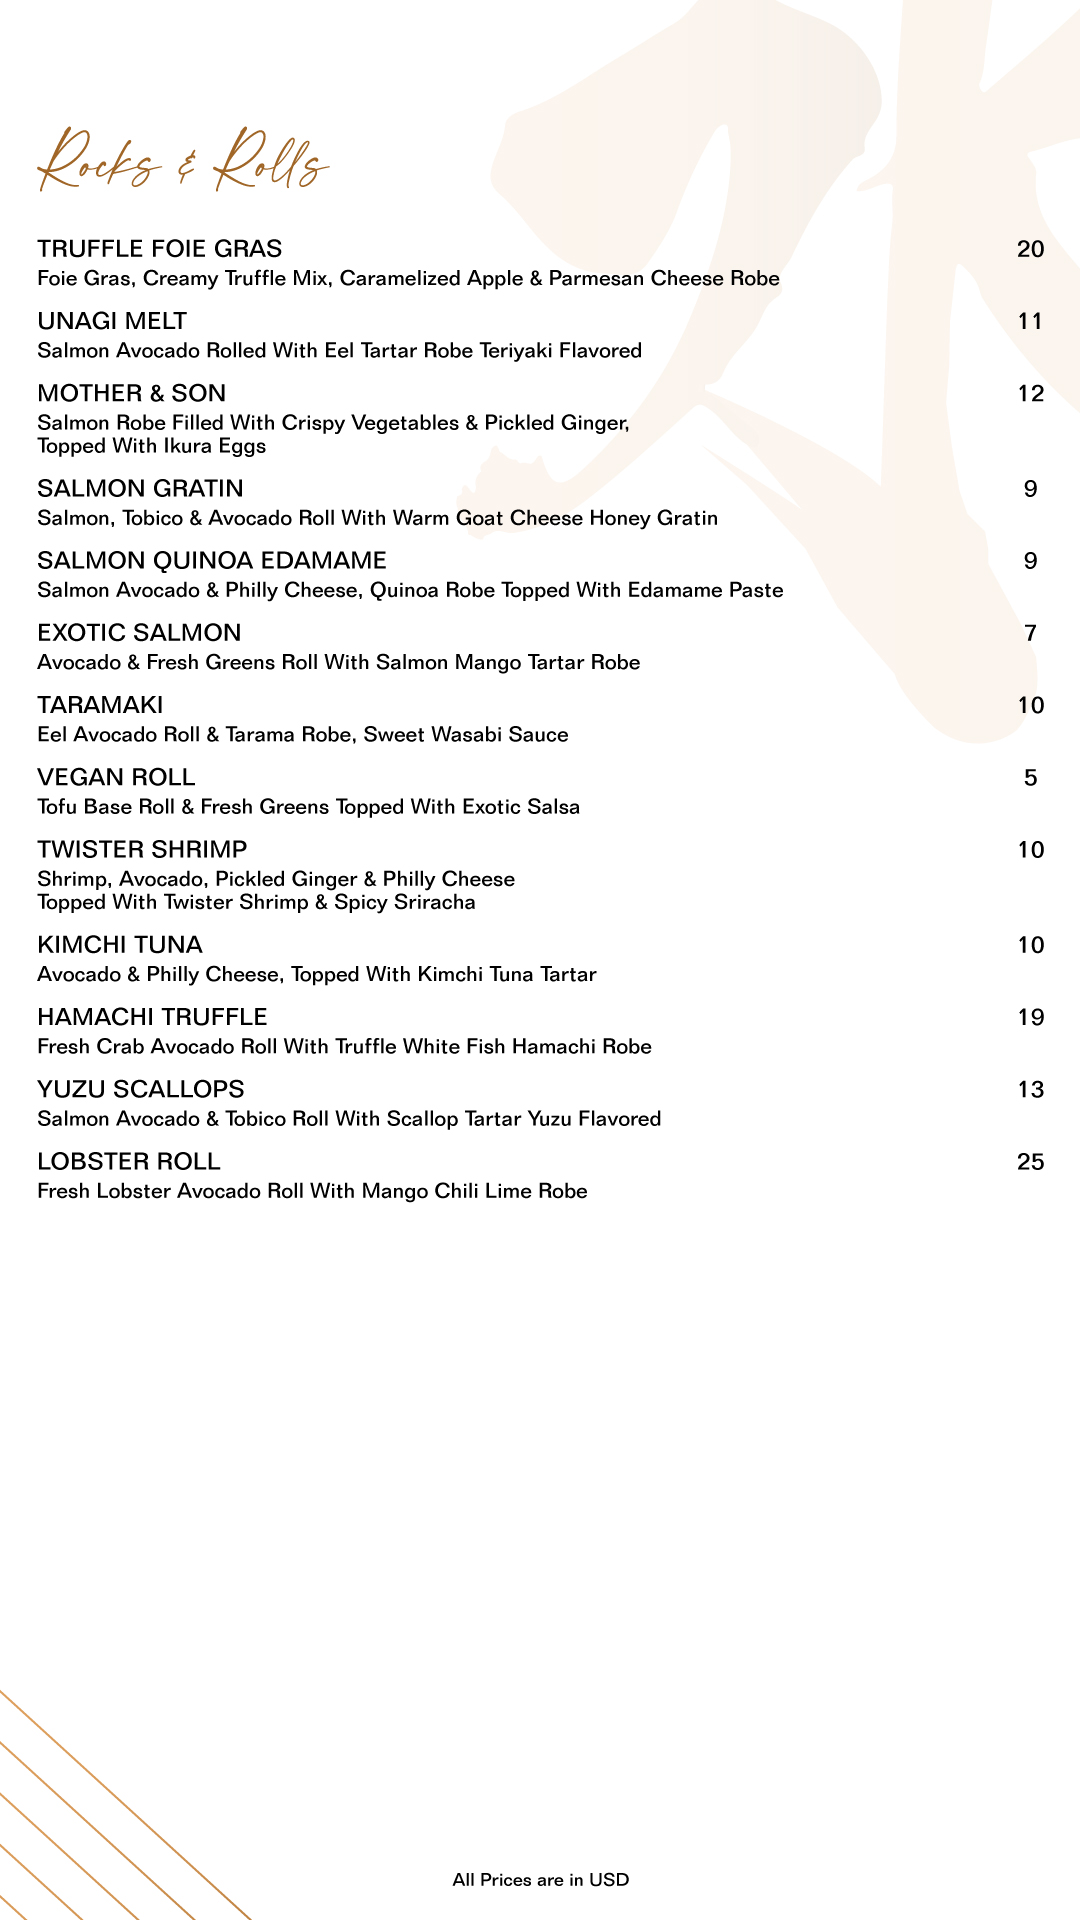 Rocks & Rolls
TRUFFLE FOIE GRAS 20
Foie Gras, Creamy Truffle Mix, Caramelized Apple & Parmesan Cheese Robe
UNAGI MELT 11
Salmon Avocado Rolled With Eel Tartar Robe Teriyaki Flavored
MOTHER & SON 12
Salmon Robe Filled With Crispy Vegetables & Pickled Ginger,
Topped With Ikura Eggs
SALMON GRATIN 9
Salmon, Tobico & Avocado Roll With Warm Goat Cheese Honey Gratin
SALMON QUINOA EDAMAME 9
Salmon Avocado & Philly Cheese, Quinoa Robe Topped With Edamame Paste
EXOTIC SALMON 7
Avocado & Fresh Greens Roll With Salmon Mango Tartar Robe
TARAMAKI 10
Eel Avocado Roll & Tarama Robe, Sweet Wasabi Sauce
VEGAN ROLL 5
Tofu Base Roll & Fresh Greens Topped With Exotic Salsa
TWISTER SHRIMP 10
Shrimp, Avocado, Pickled Ginger & Philly Cheese
Topped With Twister Shrimp & Spicy Sriracha
KIMCHI TUNA 10
Avocado & Philly Cheese, Topped With Kimchi Tuna Tartar
HAMACHI TRUFFLE 19
Fresh Crab Avocado Roll With Truffle White Fish Hamachi Robe
YUZU SCALLOPS 13
Salmon Avocado & Tobico Roll With Scallop Tartar Yuzu Flavored
LOBSTER ROLL 25
Fresh Lobster Avocado Roll With Mango Chili Lime Robe
All Prices are in USD